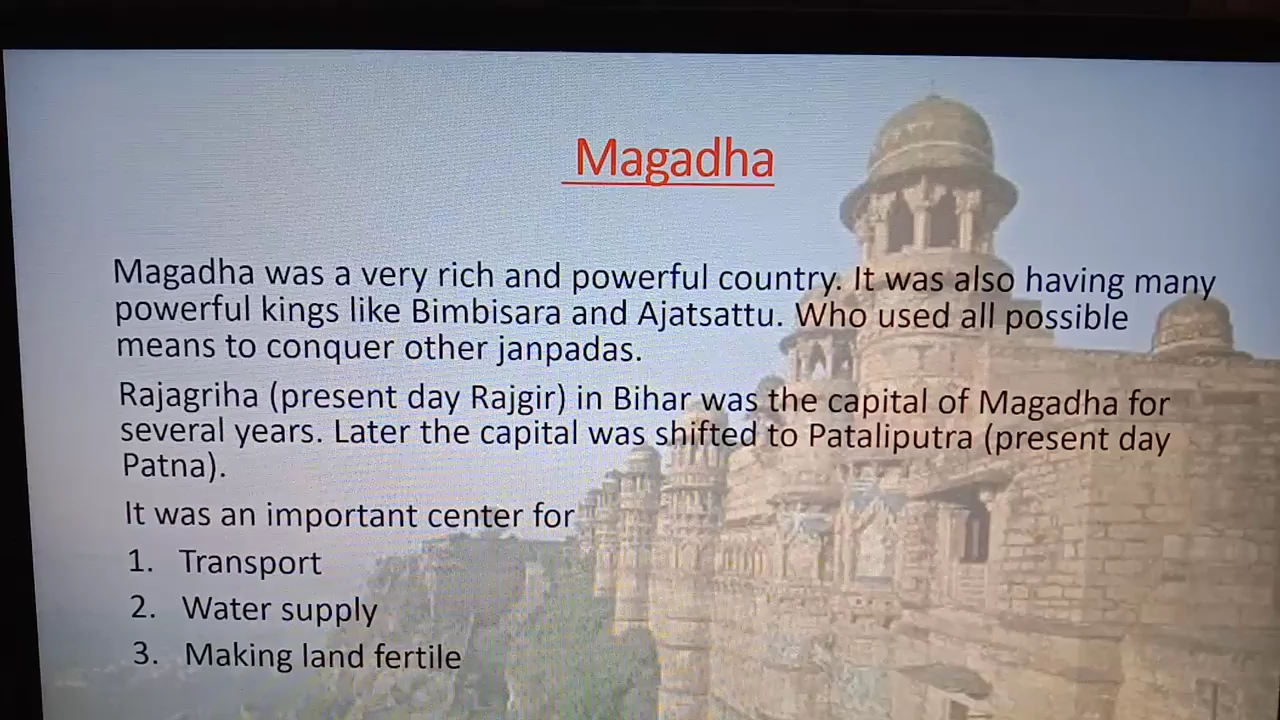 Magadha
Magadha was a very rich and powerful country. It was also having many
powerful kings like Bimbisara and Ajatsattu. Who used all possible
means to conquer other janpadas.
Rajagriha (present day Rajgir) in Bihar was the capital of Magadha for
several years. Later the capital was shifted to Pataliputra (present day
Patna).
It was an important center for
1. Transport
2. Water supply
3. Making land fertile